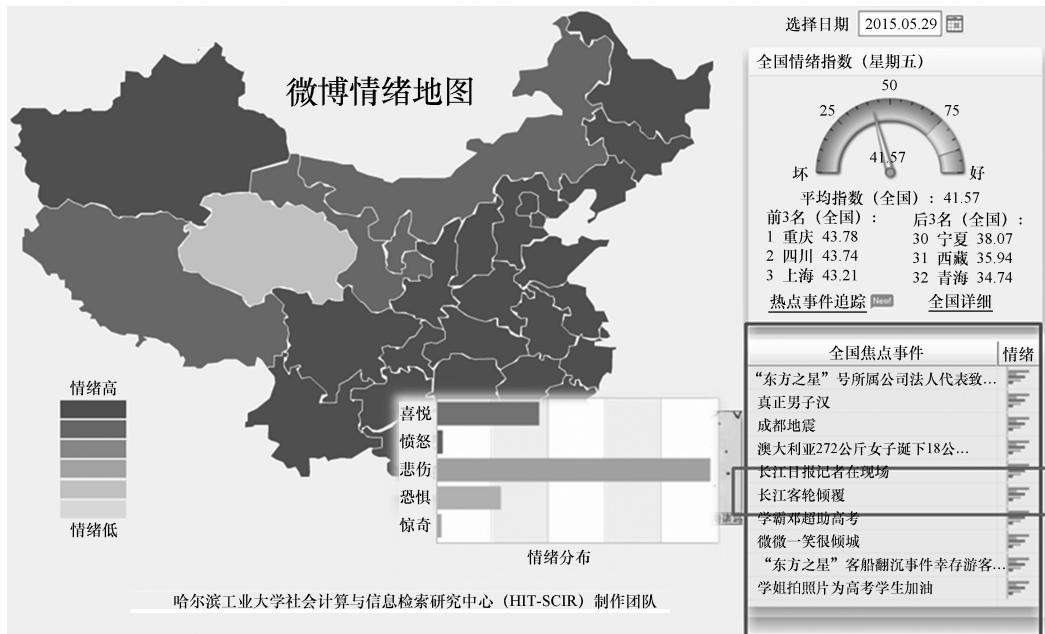 选择日期 2015.05.29
微博情绪地图
全国情绪指数（星期五）
50
25 75
41.57
坏 好
平均指数（全国）：41.57
前3名（全国）： 后3名（全国）：
1 重庆 43.78 30 宁夏 38.07
2 四川 43.74 31 西藏 35.94
3 上海 43.21 32 青海 34.74
热点事件追踪 New! 全国详细
全国焦点事件 情绪
“东方之星”号所属公司法人代表致…
真正男子汉
成都地震
澳大利亚272公斤女子诞下18公…
长江日报记者在现场
长江客轮倾覆
学霸邓超助高考
微微一笑很倾城
“东方之星”客船翻沉事件幸存游客…
学姐拍照片为高考学生加油
情绪高
情绪低
喜悦
愤怒
悲伤
恐惧
惊奇
情绪分布
哈尔滨工业大学社会计算与信息检索研究中心（HIT-SCIR）制作团队